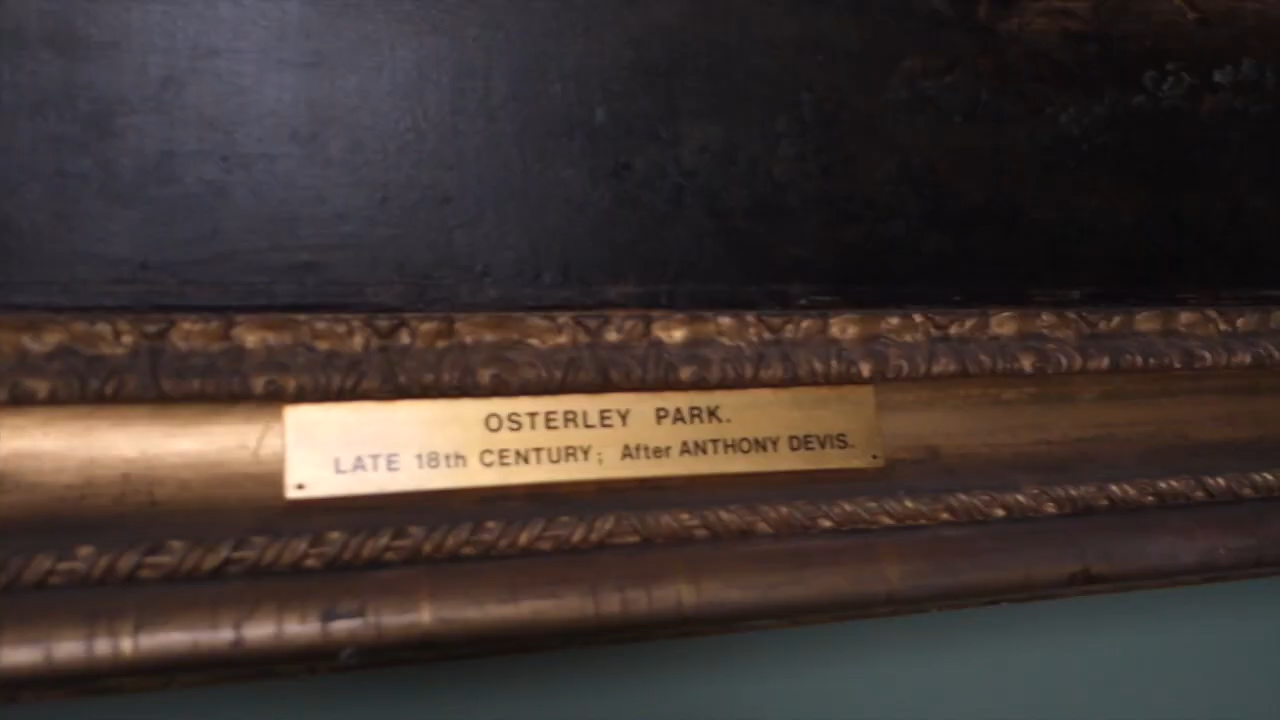 OSTERLEY PARK.
LATE 18th CENTURY; After ANTHONY DEVIS.